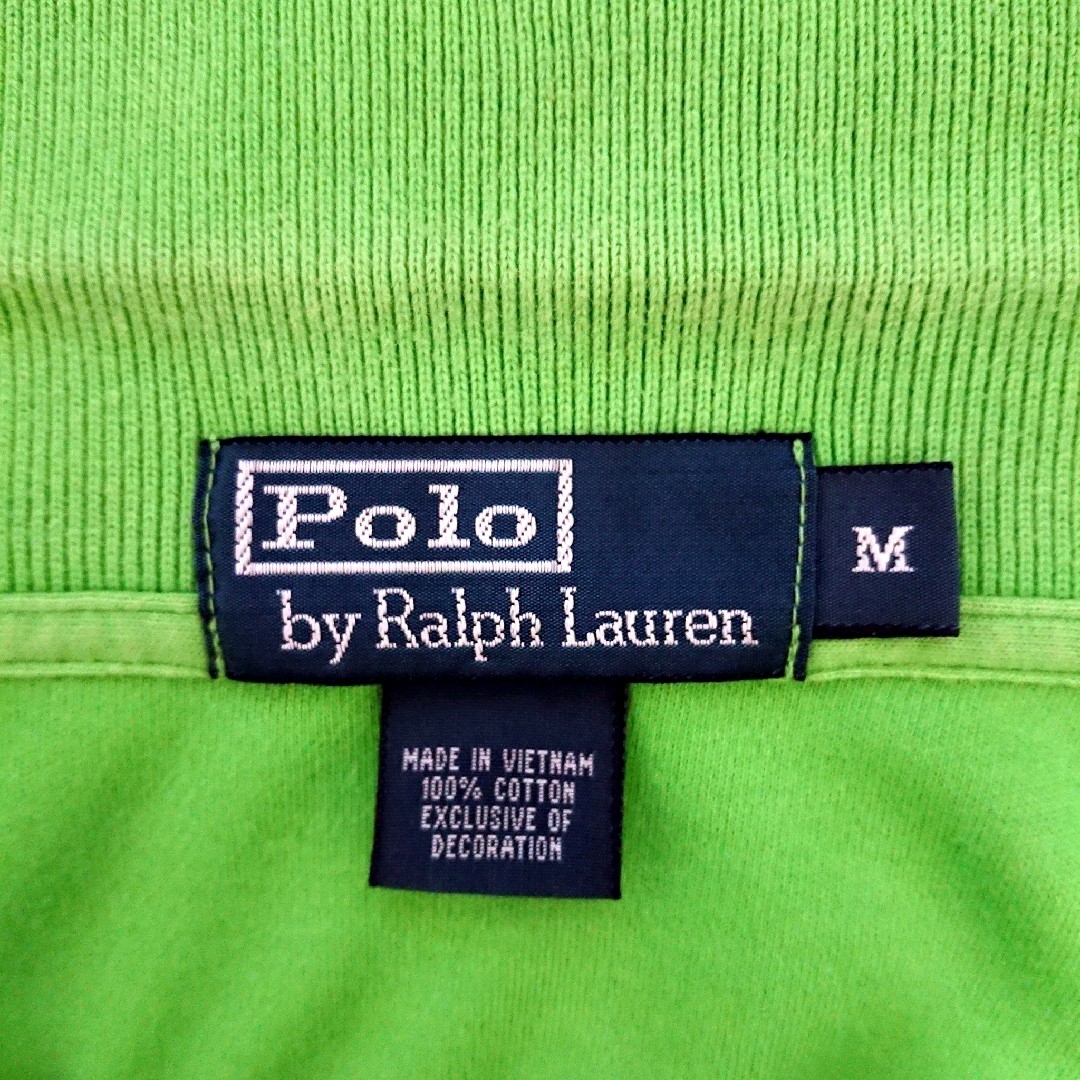 Polo
by Ralph Lauren
M
MADE IN VIETNAM
100% COTTON
EXCLUSIVE OF
DECORATION